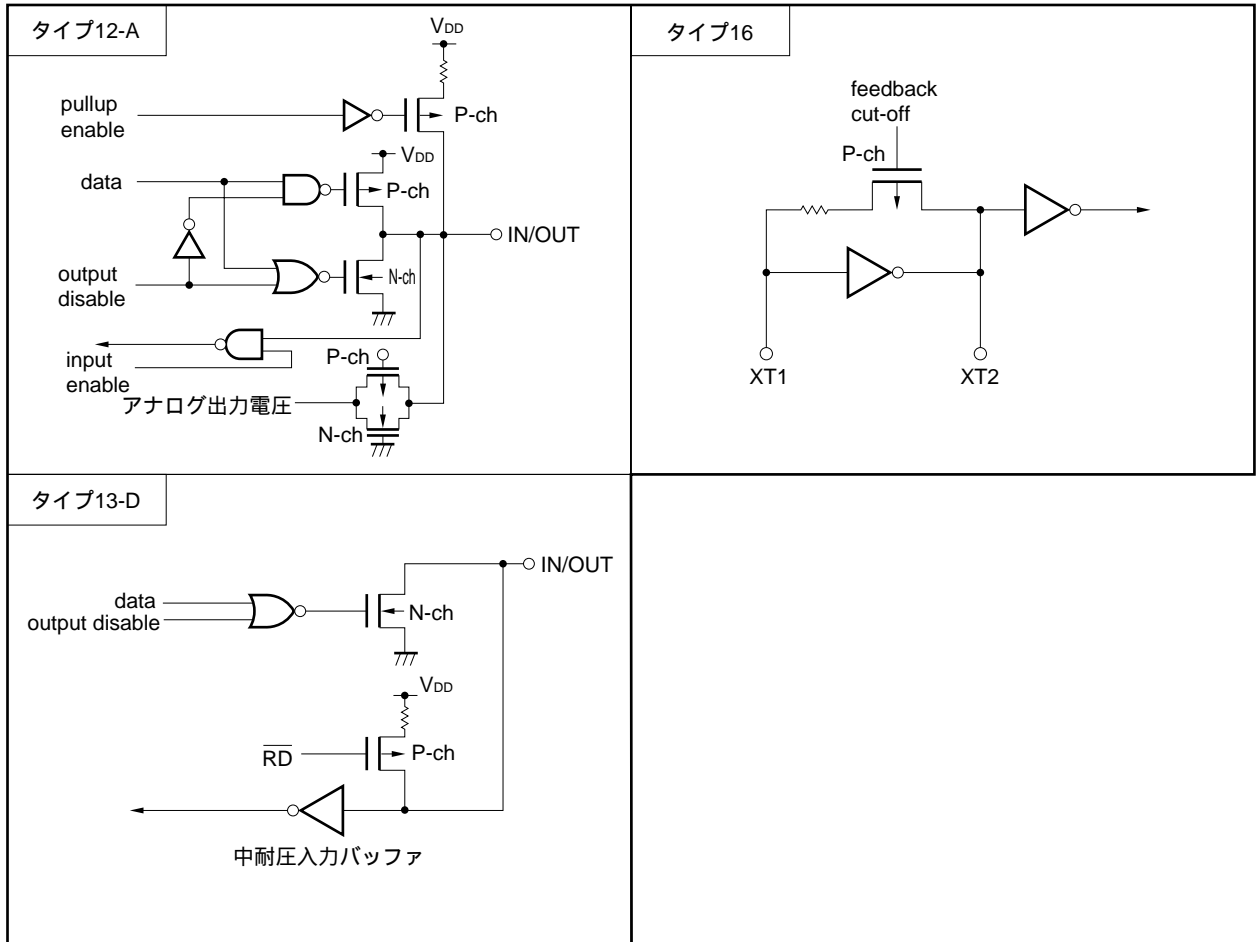 タイプ12-A
VDD
pullup
enable
P-ch
VDD
data
P-ch
IN/OUT
output
disable
N-ch
input
enable
P-ch
アナログ出力電圧
N-ch
タイプ16
feedback
cut-off
P-ch
XT1
XT2
タイプ13-D
IN/OUT
data
output disable
N-ch
VDD
RD
P-ch
中耐圧入力バッファ